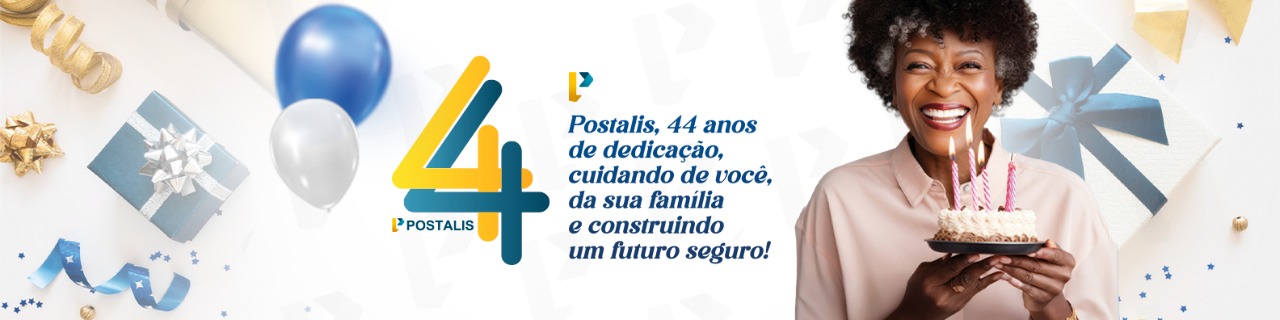 44
POSTALIS
Postalis, 44 anos
de dedicação,
cuidando de você,
da sua família
e construindo
um futuro seguro!